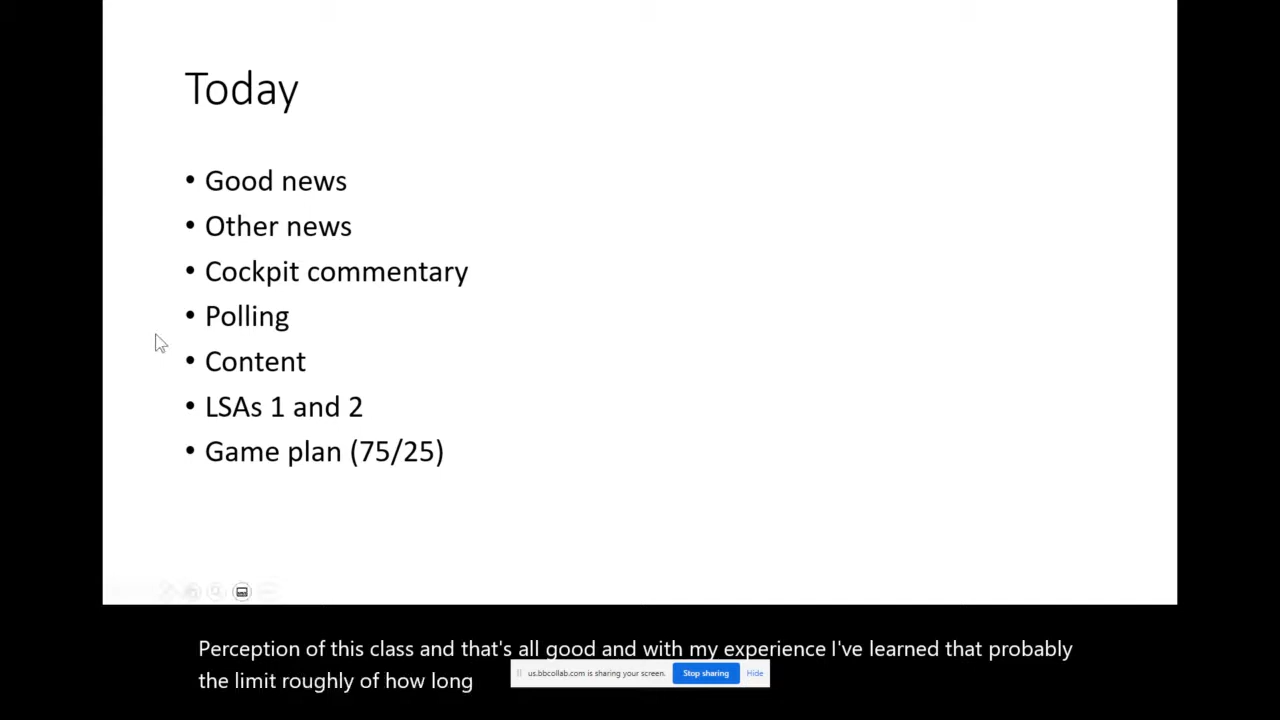 Today
• Good news
• Other news
• Cockpit commentary
• Polling
• Content
• LSAs 1 and 2
• Game plan (75/25)
Perception of this class and that's all good and with my experience I've learned that probably
the limit roughly of how long
us.bbcollab.com is sharing your screen. Stop sharing Hide